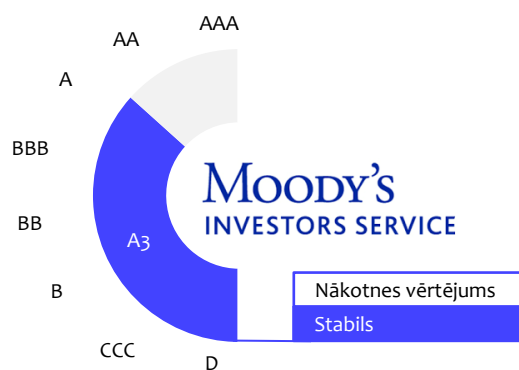 AAA
AA
A
BBB
BB
B
CCC
D
A3
MOODY'S
INVESTORS SERVICE
Nākotnes vērtējums
Stabils